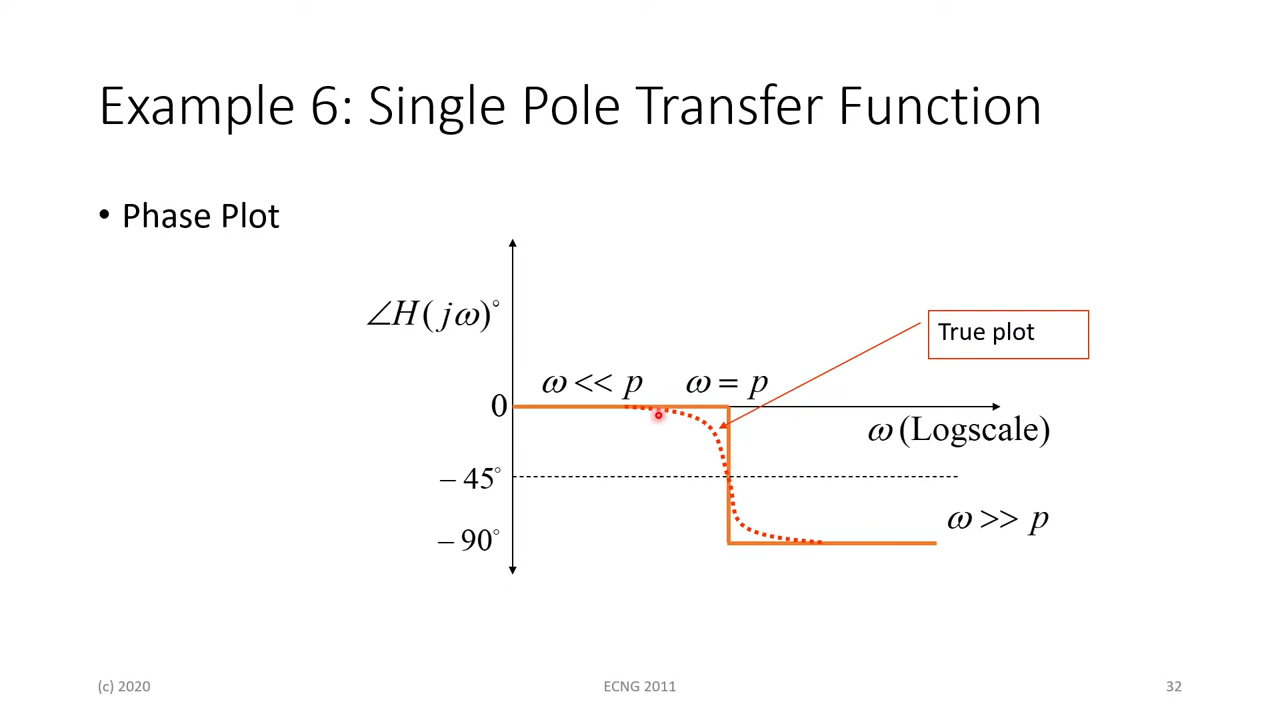 Example 6: Single Pole Transfer Function
• Phase Plot
∠H(jω)°
True plot
ω << p
ω = p
0
ω (Logscale)
– 45°
ω >> p
– 90°
(c) 2020
ECNG 2011
32